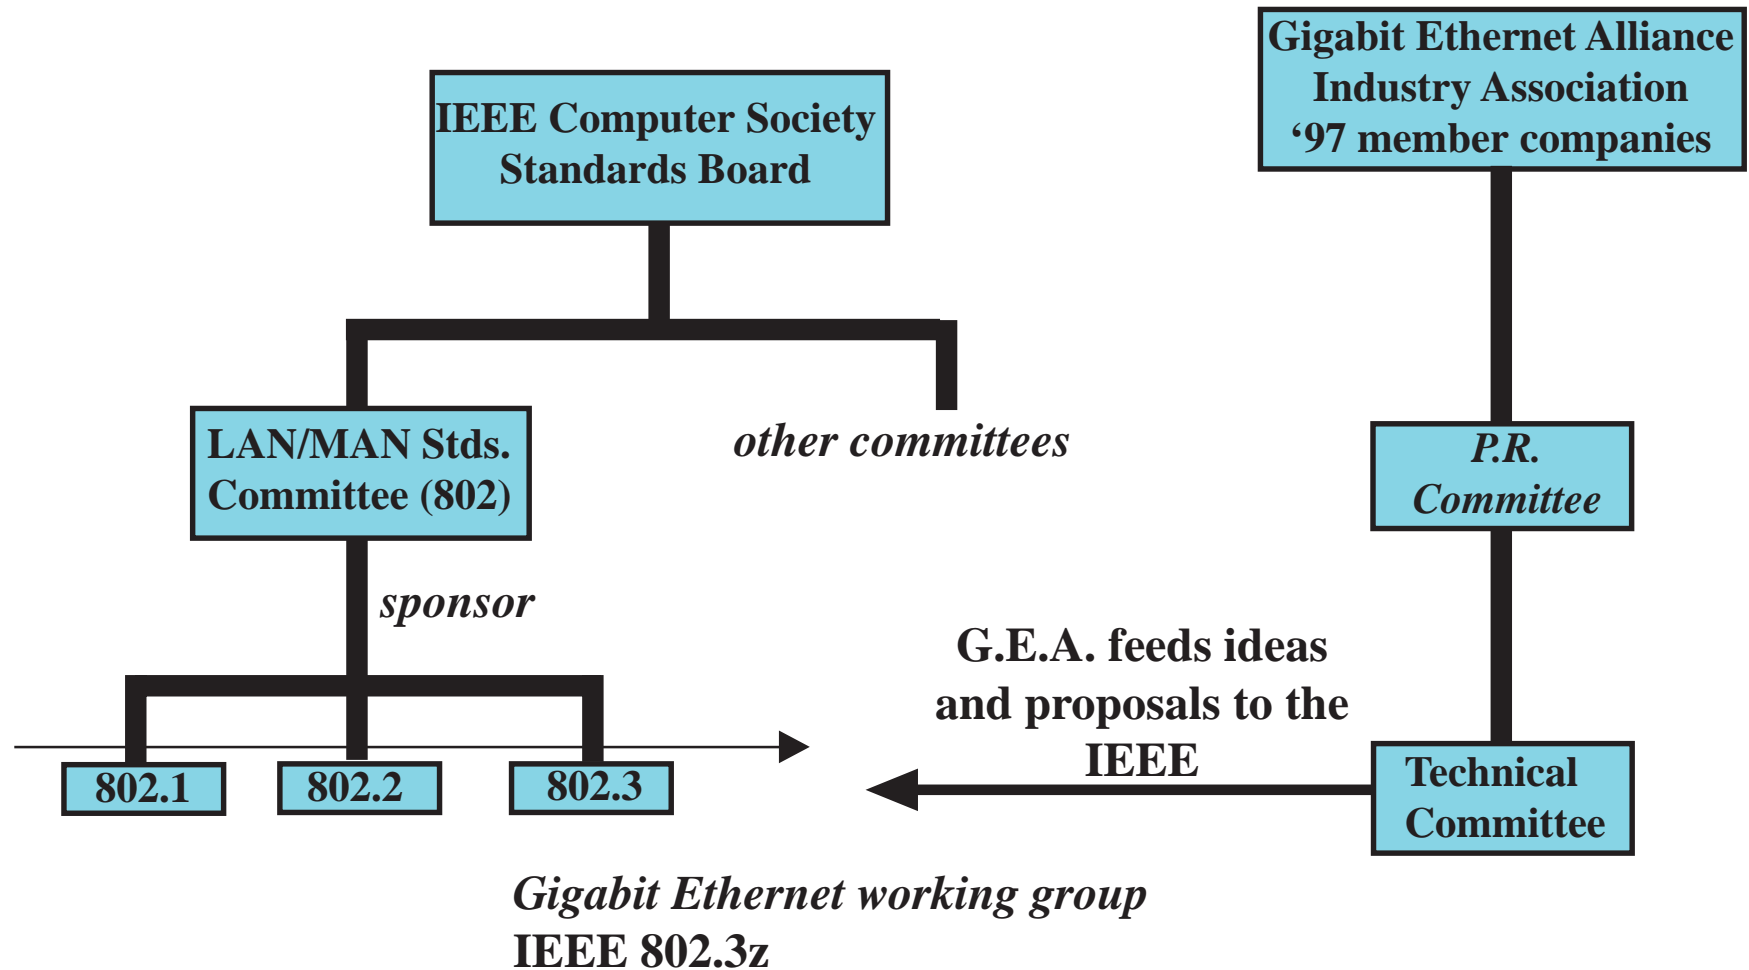 IEEE Computer Society
Standards Board
Gigabit Ethernet Alliance
Industry Association
‘97 member companies
LAN/MAN Stds.
Committee (802)
other committees
P.R.
Committee
sponsor
G.E.A. feeds ideas
and proposals to the
IEEE
802.1
802.2
802.3
Technical
Committee
Gigabit Ethernet working group
IEEE 802.3z